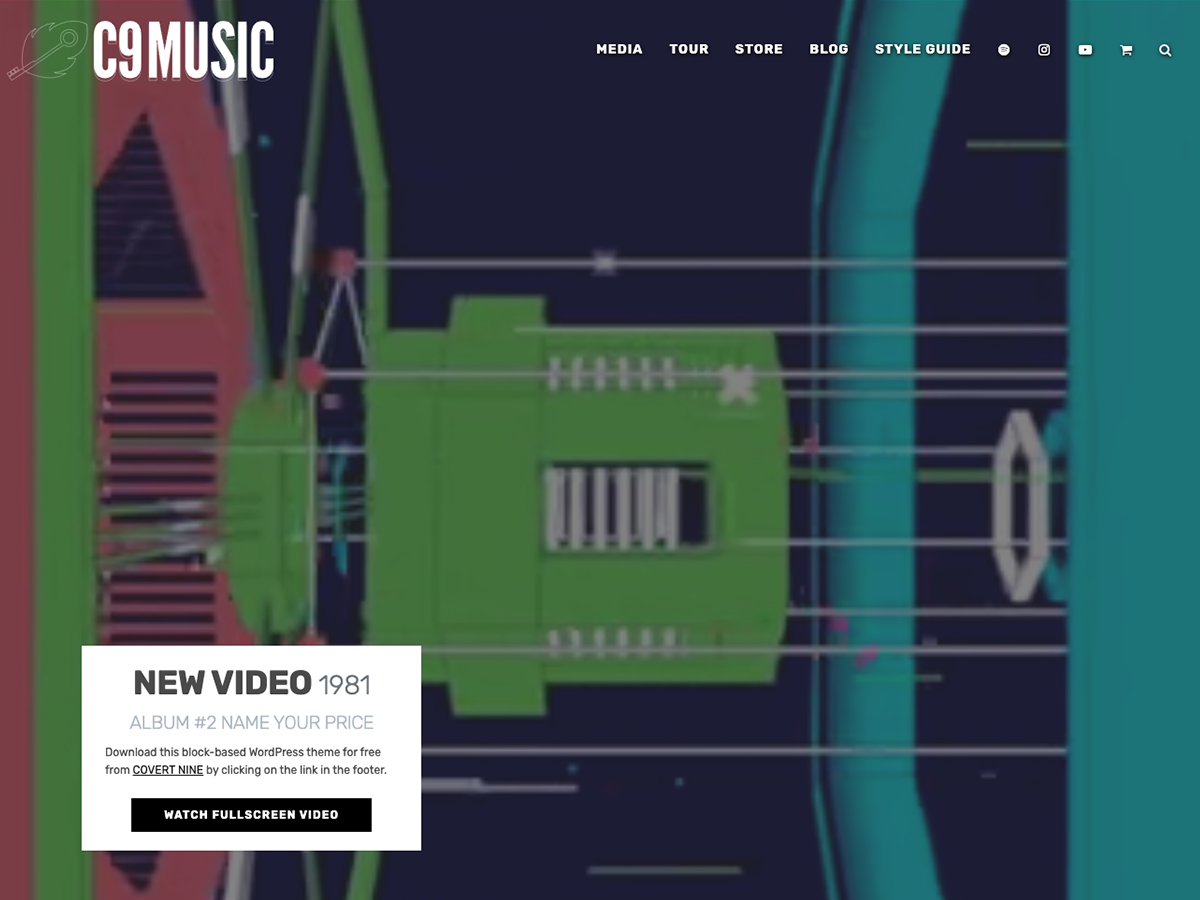 C9 MUSIC
MEDIA TOUR STORE BLOG STYLE GUIDE
NEW VIDEO 1981
ALBUM #2 NAME YOUR PRICE
Download this block-based WordPress theme for free
from COVERT NINE by clicking on the link in the footer.
WATCH FULLSCREEN VIDEO